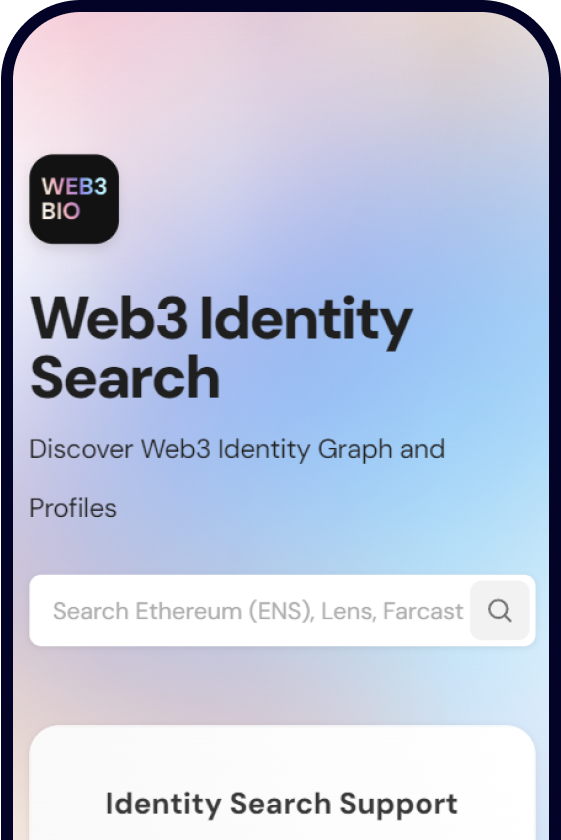 WEB3
BIO
Web3 Identity
Search
Discover Web3 Identity Graph and
Profiles
Search Ethereum (ENS), Lens, Farcast
Identity Search Support